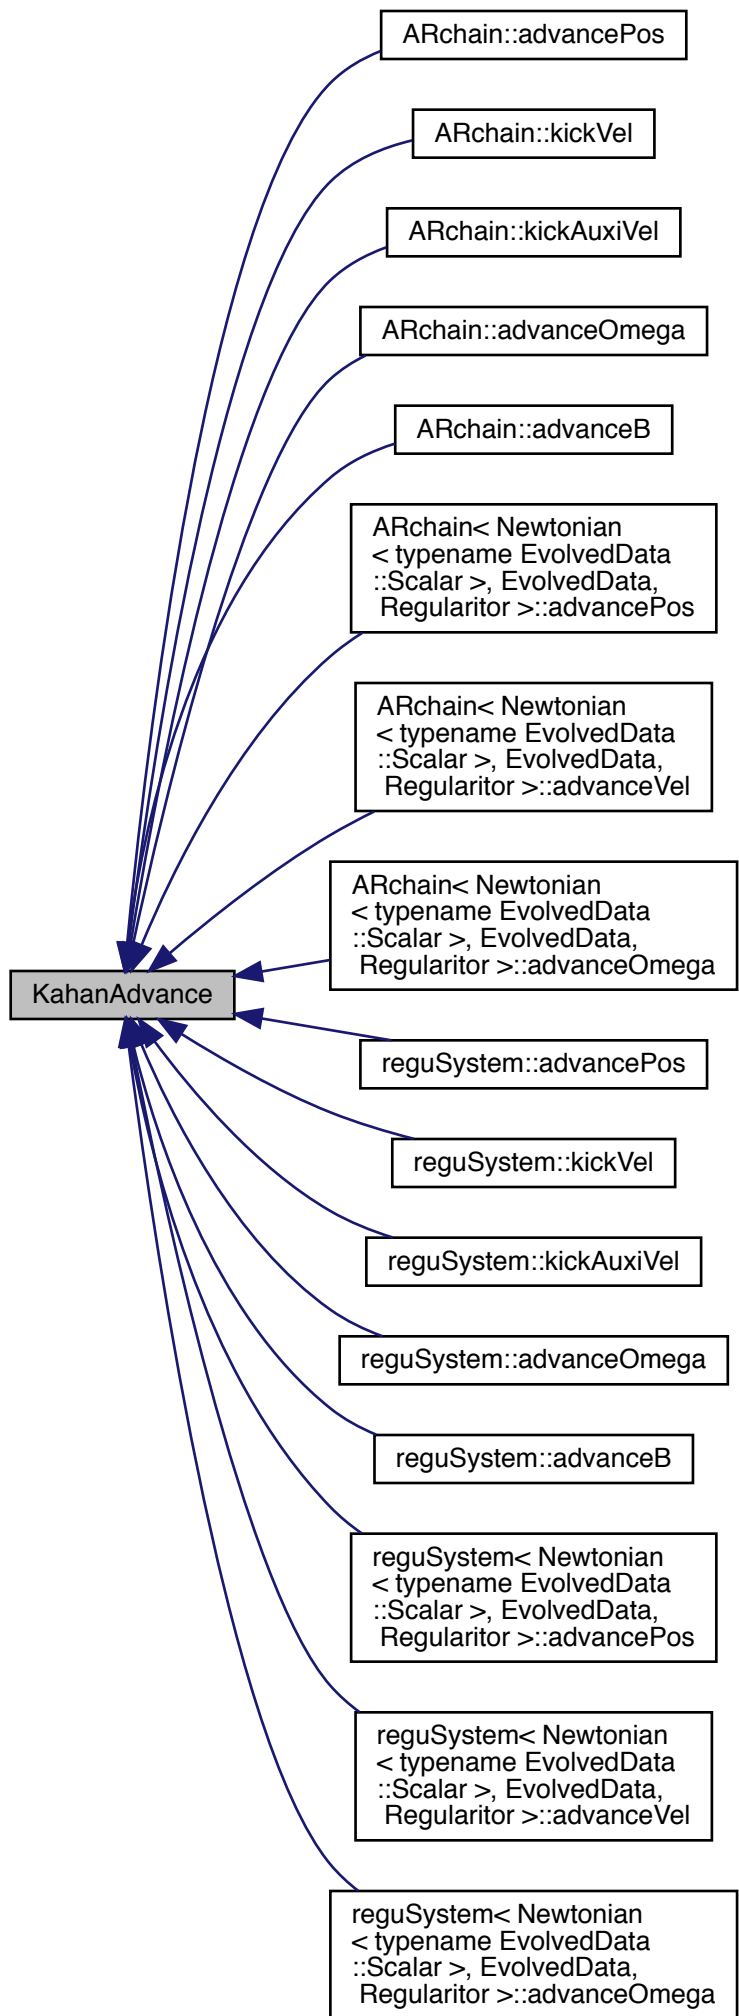 ARchain::advancePos
ARchain::kickVel
ARchain::kickAuxiVel
ARchain::advanceOmega
ARchain::advanceB
ARchain< Newtonian
< typename EvolvedData
::Scalar >, EvolvedData,
Regularitor >::advancePos
ARchain< Newtonian
< typename EvolvedData
::Scalar >, EvolvedData,
Regularitor >::advanceVel
ARchain< Newtonian
< typename EvolvedData
::Scalar >, EvolvedData,
Regularitor >::advanceOmega
KahanAdvance
reguSystem::advancePos
reguSystem::kickVel
reguSystem::kickAuxiVel
reguSystem::advanceOmega
reguSystem::advanceB
reguSystem< Newtonian
< typename EvolvedData
::Scalar >, EvolvedData,
Regularitor >::advancePos
reguSystem< Newtonian
< typename EvolvedData
::Scalar >, EvolvedData,
Regularitor >::advanceVel
reguSystem< Newtonian
< typename EvolvedData
::Scalar >, EvolvedData,
Regularitor >::advanceOmega